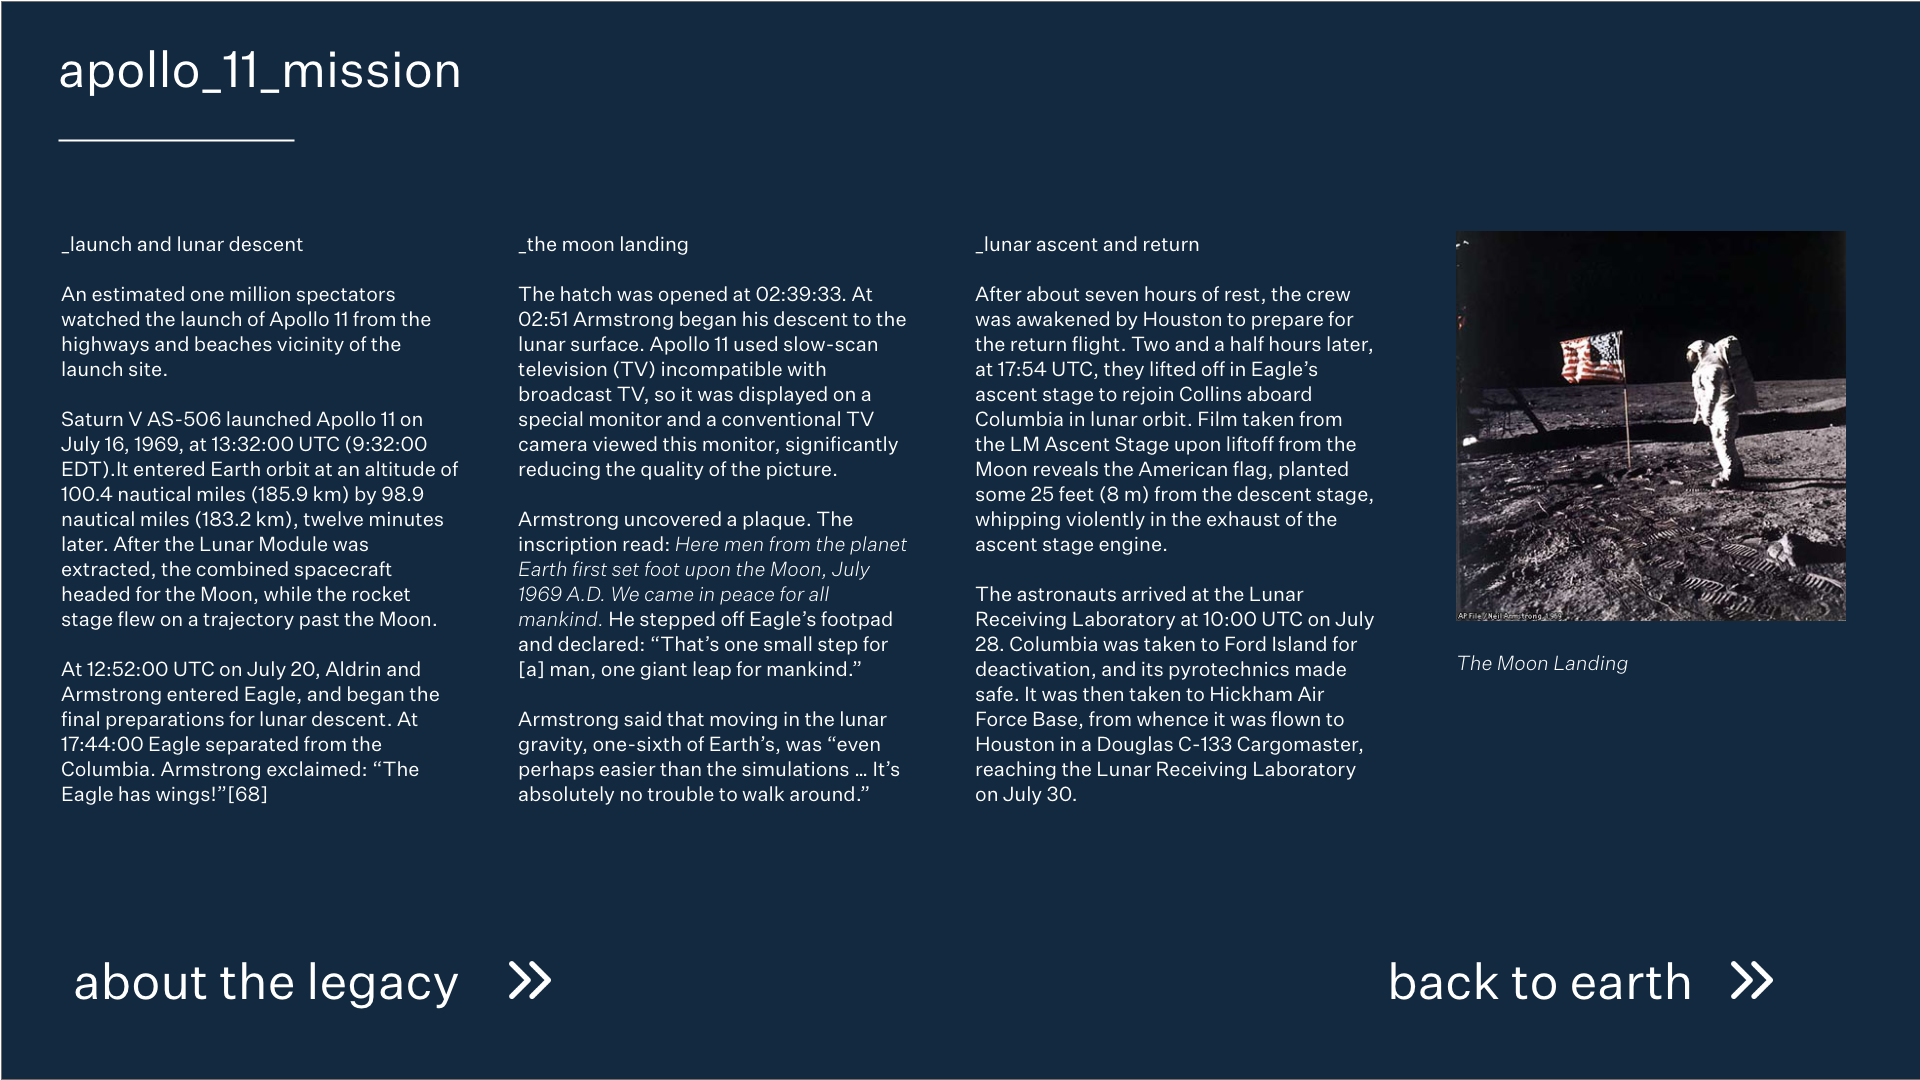 apollo_11_mission
_launch and lunar descent
An estimated one million spectators
watched the launch of Apollo 11 from the
highways and beaches vicinity of the
launch site.
Saturn V AS-506 launched Apollo 11 on
July 16, 1969, at 13:32:00 UTC (9:32:00
EDT).It entered Earth orbit at an altitude of
100.4 nautical miles (185.9 km) by 98.9
nautical miles (183.2 km), twelve minutes
later. After the Lunar Module was
extracted, the combined spacecraft
headed for the Moon, while the rocket
stage flew on a trajectory past the Moon.
At 12:52:00 UTC on July 20, Aldrin and
Armstrong entered Eagle, and began the
final preparations for lunar descent. At
17:44:00 Eagle separated from the
Columbia. Armstrong exclaimed: “The
Eagle has wings!”[68]
_the moon landing
The hatch was opened at 02:39:33. At
02:51 Armstrong began his descent to the
lunar surface. Apollo 11 used slow-scan
television (TV) incompatible with
broadcast TV, so it was displayed on a
special monitor and a conventional TV
camera viewed this monitor, significantly
reducing the quality of the picture.
Armstrong uncovered a plaque. The
inscription read: Here men from the planet
Earth first set foot upon the Moon, July
1969 A.D. We came in peace for all
mankind. He stepped off Eagle’s footpad
and declared: “That’s one small step for
[a] man, one giant leap for mankind.”
Armstrong said that moving in the lunar
gravity, one-sixth of Earth’s, was “even
perhaps easier than the simulations ... It’s
absolutely no trouble to walk around.”
_lunar ascent and return
After about seven hours of rest, the crew
was awakened by Houston to prepare for
the return flight. Two and a half hours later,
at 17:54 UTC, they lifted off in Eagle’s
ascent stage to rejoin Collins aboard
Columbia in lunar orbit. Film taken from
the LM Ascent Stage upon liftoff from the
Moon reveals the American flag, planted
some 25 feet (8 m) from the descent stage,
whipping violently in the exhaust of the
ascent stage engine.
The astronauts arrived at the Lunar
Receiving Laboratory at 10:00 UTC on July
28. Columbia was taken to Ford Island for
deactivation, and its pyrotechnics made
safe. It was then taken to Hickham Air
Force Base, from whence it was flown to
Houston in a Douglas C-133 Cargomaster,
reaching the Lunar Receiving Laboratory
on July 30.
AP File / Neil Armstrong, 1969
The Moon Landing
about the legacy
back to earth